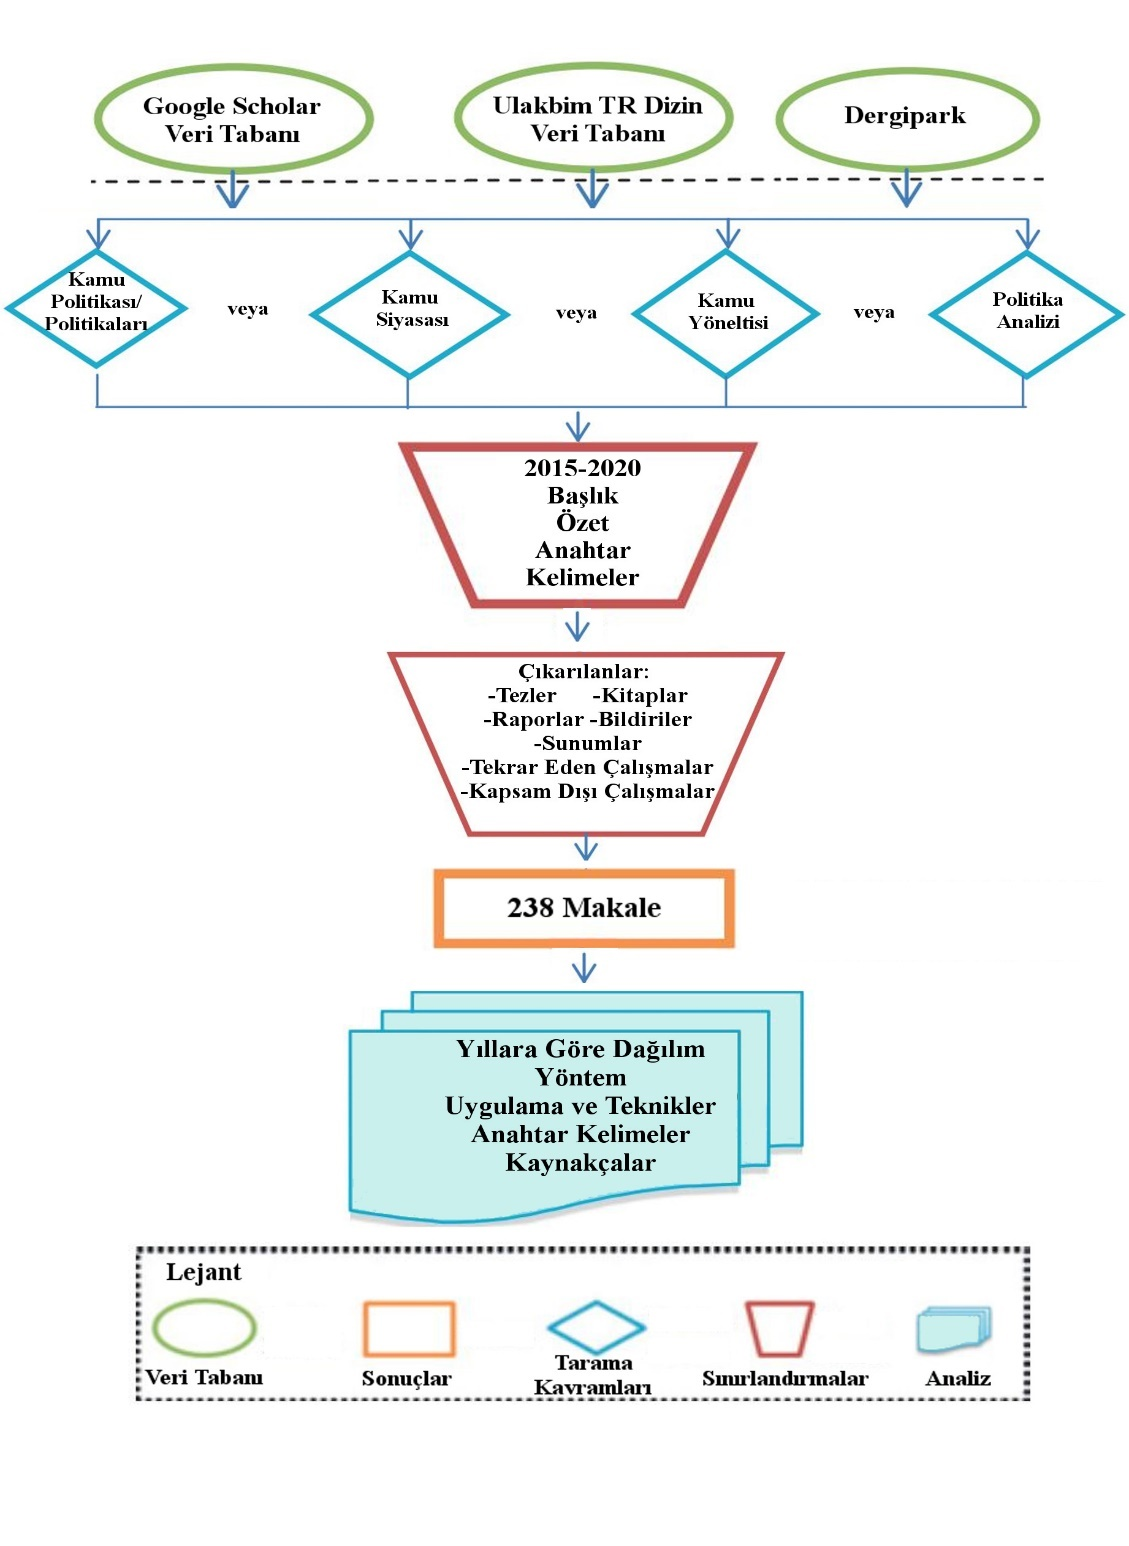 Google Scholar
Veri Tabanı
Ulakbim TR Dizin
Veri Tabanı
Dergipark
Kamu
Politikası/
Politikaları
veya
Kamu
Siyasası
veya
Kamu
Yöneltisi
veya
Politika
Analizi
2015-2020
Başlık
Özet
Anahtar
Kelimeler
Çıkarılanlar:
-Tezler -Kitaplar
-Raporlar -Bildiriler
-Sunumlar
-Tekrar Eden Çalışmalar
-Kapsam Dışı Çalışmalar
238 Makale
Yıllara Göre Dağılım
Yöntem
Uygulama ve Teknikler
Anahtar Kelimeler
Kaynakçalar
Lejant
Veri Tabanı
Sonuçlar
Tarama
Kavramları
Sınırlandırmalar
Analiz